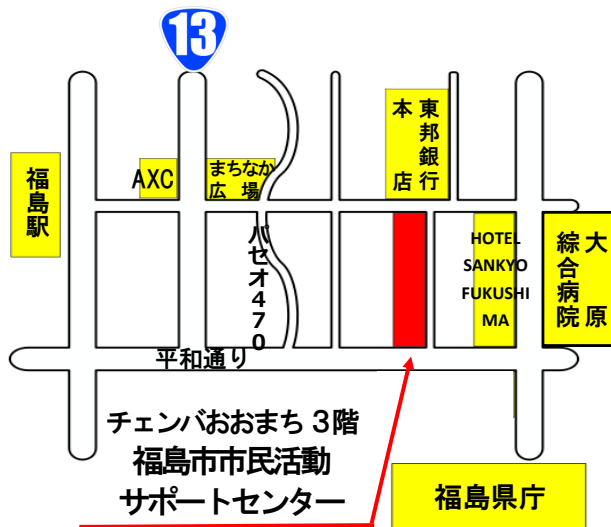 13
東邦銀行
本店
AXC
まちなか
広場
福島駅
パセオ470
HOTEL
SANKYO
FUKUSHI
MA
大原
綜合病院
平和通り
チェンバおおまち 3階
福島市市民活動
サポートセンター
福島県庁